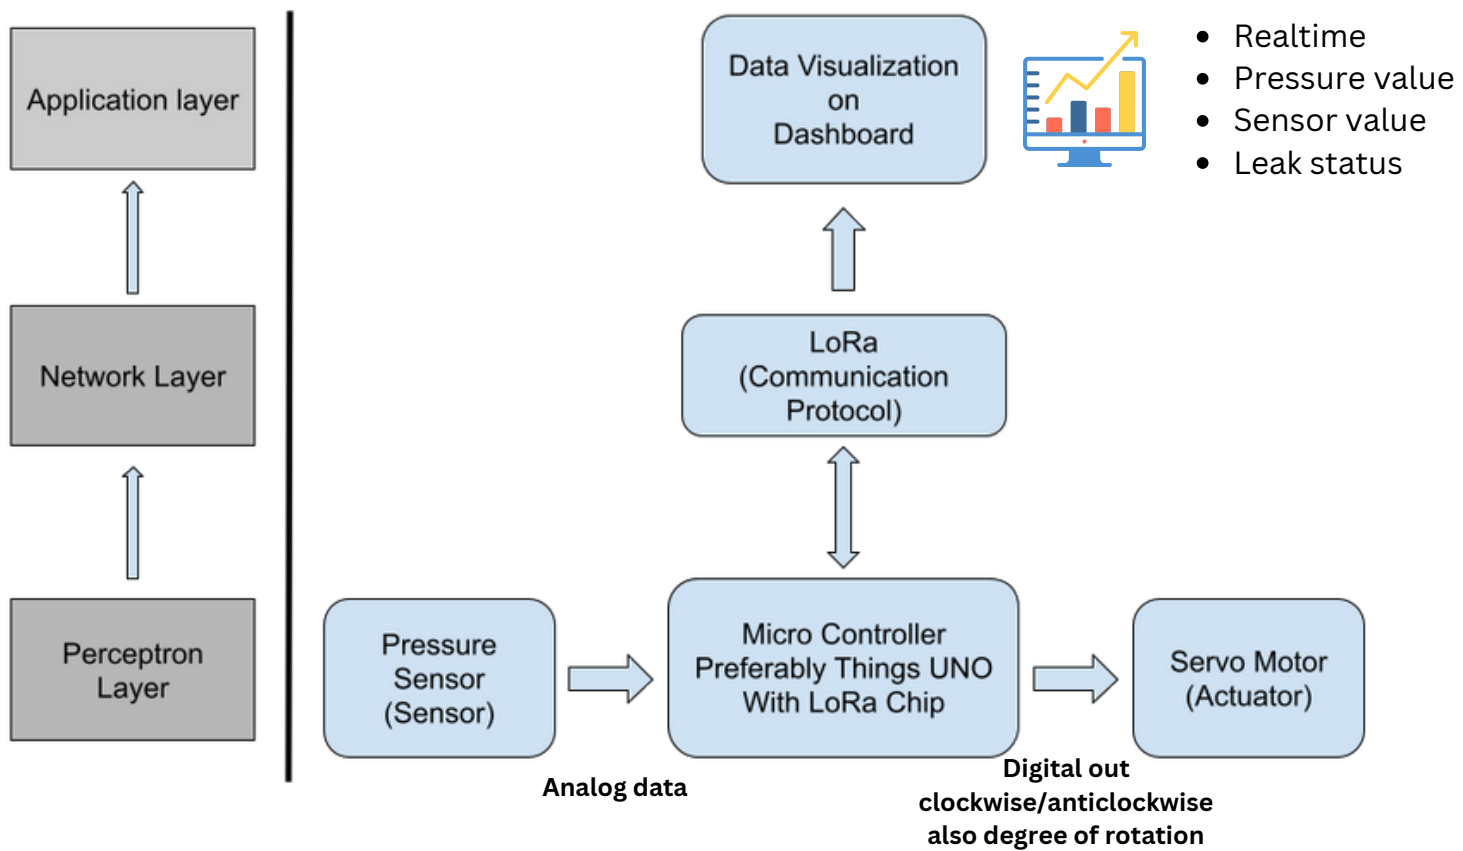 Application layer
Network Layer
Perceptron
Layer
Data Visualization
on
Dashboard
• Realtime
• Pressure value
• Sensor value
• Leak status
LoRa
(Communication
Protocol)
Pressure
Sensor
(Sensor)
Micro Controller
Preferably Things UNO
With LoRa Chip
Servo Motor
(Actuator)
Analog data
Digital out
clockwise/anticlockwise
also degree of rotation